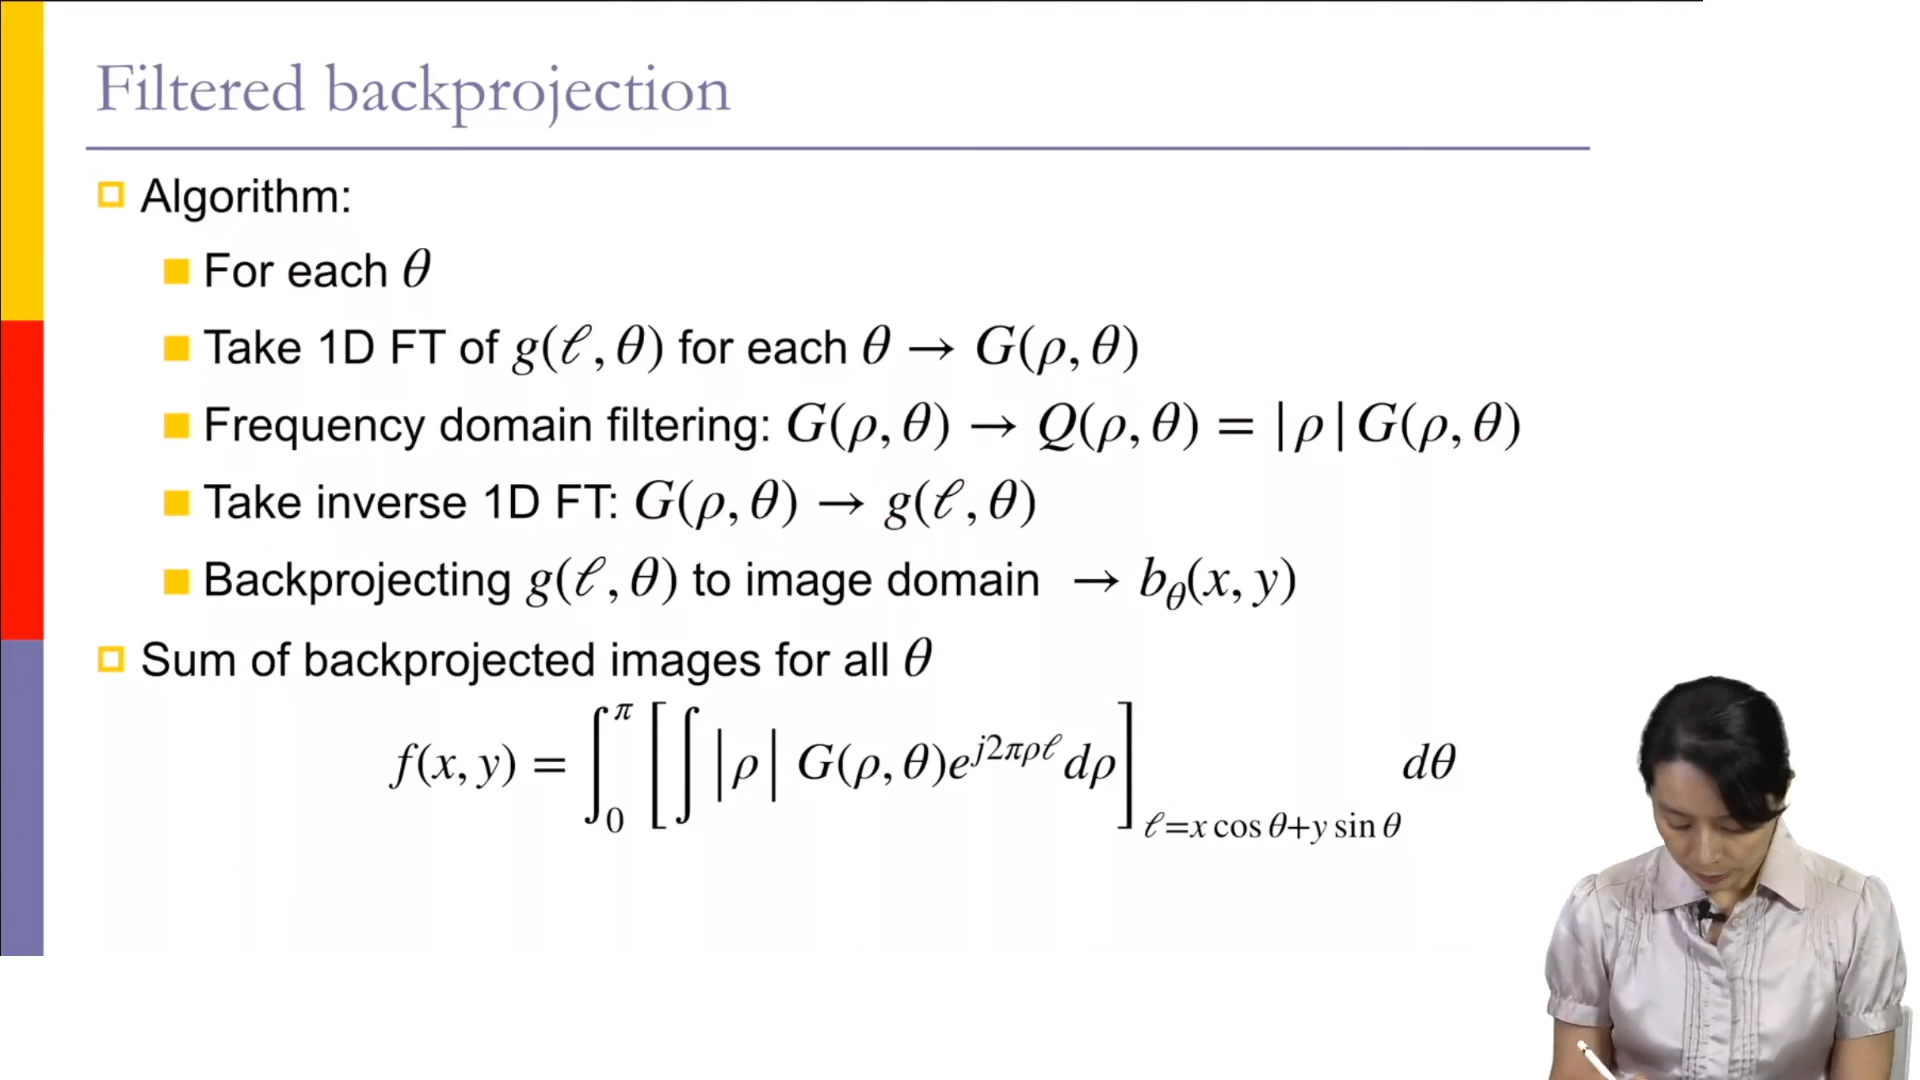 Filtered backprojection
Algorithm:
For each θ
Take 1D FT of g(ℓ, θ) for each θ → G(ρ, θ)
Frequency domain filtering: G(ρ, θ) → Q(ρ, θ) = |ρ| G(ρ, θ)
Take inverse 1D FT: G(ρ, θ) → g(ℓ, θ)
Backprojecting g(ℓ, θ) to image domain → b_θ(x, y)
Sum of backprojected images for all θ
f(x, y) = ∫_0^π [∫ |ρ| G(ρ, θ)e^{j2πρℓ} dρ]_{ℓ=x cos θ+y sin θ} dθ